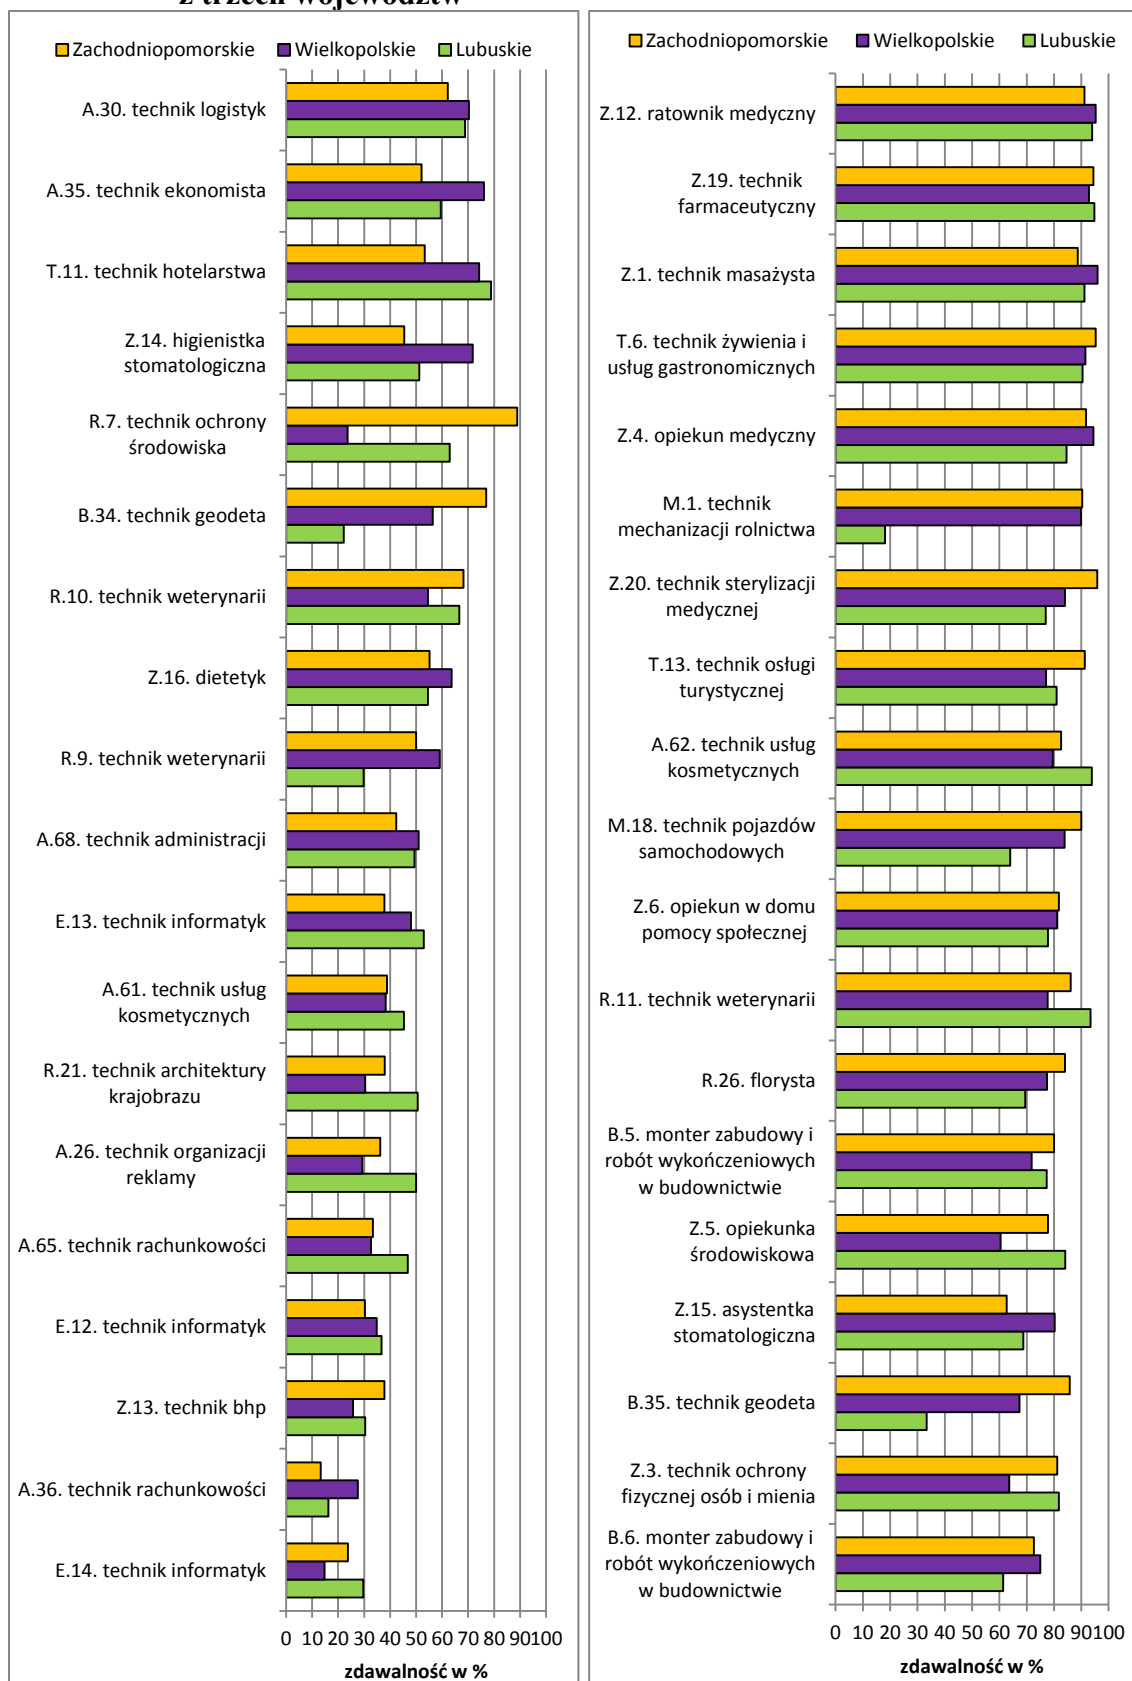 z trzech województw
Zachodniopomorskie Wielkopolskie Lubuskie
A.30. technik logistyk
A.35. technik ekonomista
T.11. technik hotelarstwa
Z.14. higienistka
stomatologiczna
R.7. technik ochrony
środowiska
B.34. technik geodeta
R.10. technik weterynarii
Z.16. dietetyk
R.9. technik weterynarii
A.68. technik administracji
E.13. technik informatyk
A.61. technik usług
kosmetycznych
R.21. technik architektury
krajobrazu
A.26. technik organizacji
reklamy
A.65. technik rachunkowości
E.12. technik informatyk
Z.13. technik bhp
A.36. technik rachunkowości
E.14. technik informatyk
0 10 20 30 40 50 60 70 80 90 100
zdawalność w %
Zachodniopomorskie Wielkopolskie Lubuskie
Z.12. ratownik medyczny
Z.19. technik
farmaceutyczny
Z.1. technik masażysta
T.6. technik żywienia i
usług gastronomicznych
Z.4. opiekun medyczny
M.1. technik
mechanizacji rolnictwa
Z.20. technik sterylizacji
medycznej
T.13. technik osługi
turystycznej
A.62. technik usług
kosmetycznych
M.18. technik pojazdów
samochodowych
Z.6. opiekun w domu
pomocy społecznej
R.11. technik weterynarii
R.26. florysta
B.5. monter zabudowy i
robót wykończeniowych
w budownictwie
Z.5. opiekunka
środowiskowa
Z.15. asystentka
stomatologiczna
B.35. technik geodeta
Z.3. technik ochrony
fizycznej osób i mienia
B.6. monter zabudowy i
robót wykończeniowych
w budownictwie
0 10 20 30 40 50 60 70 80 90 100
zdawalność w %